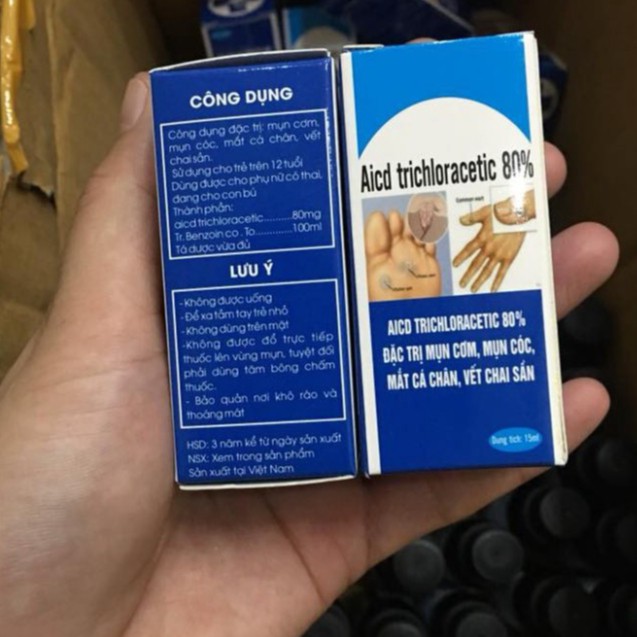 CÔNG DỤNG
Công dụng đặc trị: mụn cơm,
mụn cóc, mắt cá chân, vết
chai sần.
Sử dụng cho trẻ trên 12 tuổi
Dùng được cho phụ nữ có thai,
đang cho con bú
Thành phần:
aicd trichloracetic............80mg
Tr. Benzoin co . To............100ml
Tá dược vừa đủ
LƯU Ý
-Không được uống
-Để xa tầm tay trẻ nhỏ
-Không dùng trên mặt
-Không được đổ trực tiếp
thuốc lên vùng mụn, tuyệt đối
phải dùng tăm bông chấm
thuốc.
- Bảo quản nơi khô ráo và
thoáng mát
HSD: 3 năm kể từ ngày sản xuất
NSX: Xem trong sản phẩm
Sản xuất tại Việt Nam
Aicd trichloracetic 80%
AICD TRICHLORACETIC 80%
ĐẶC TRỊ MỤN CƠM, MỤN CÓC,
MẮT CÁ CHÂN, VẾT CHAI SẦN
Dung tích: 15ml